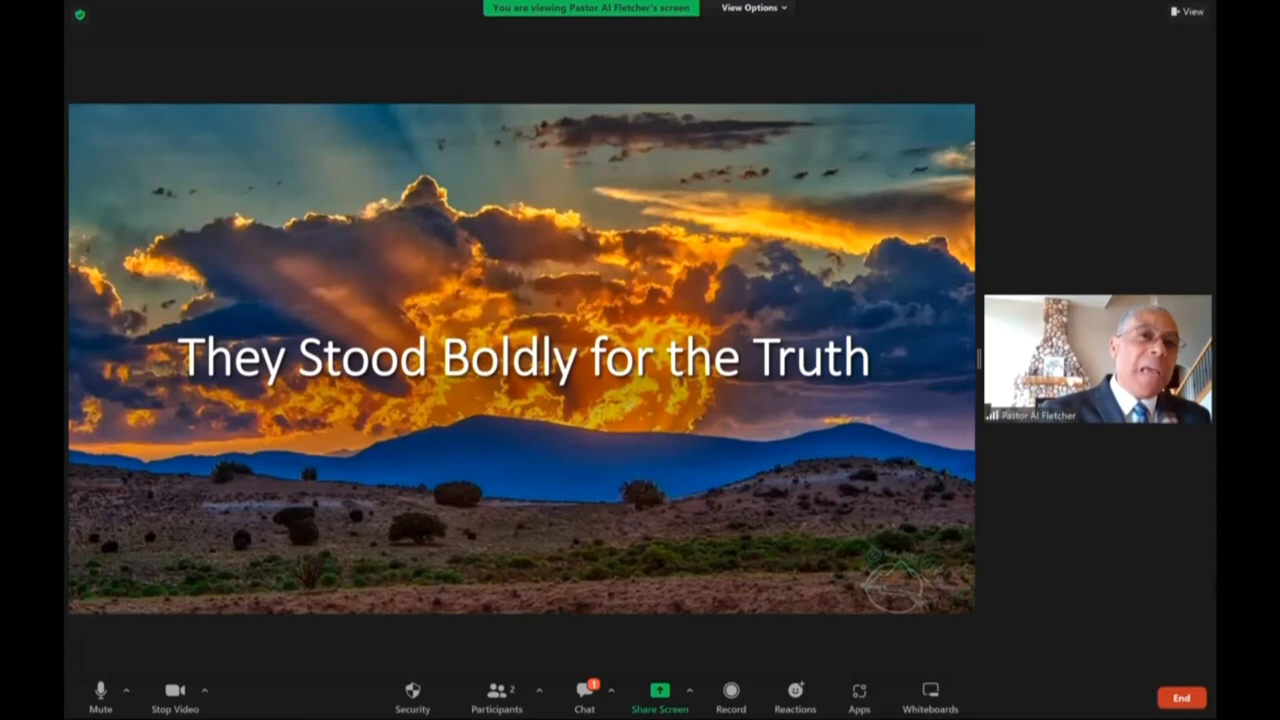 You are viewing Pastor Al Fletcher's screen
View Options
View
They Stood Boldly for the Truth
Pastor Al Fletcher
Mute
Stop Video
Security
Participants
2
Chat
1
Share Screen
Record
Reactions
Apps
Whiteboards
End